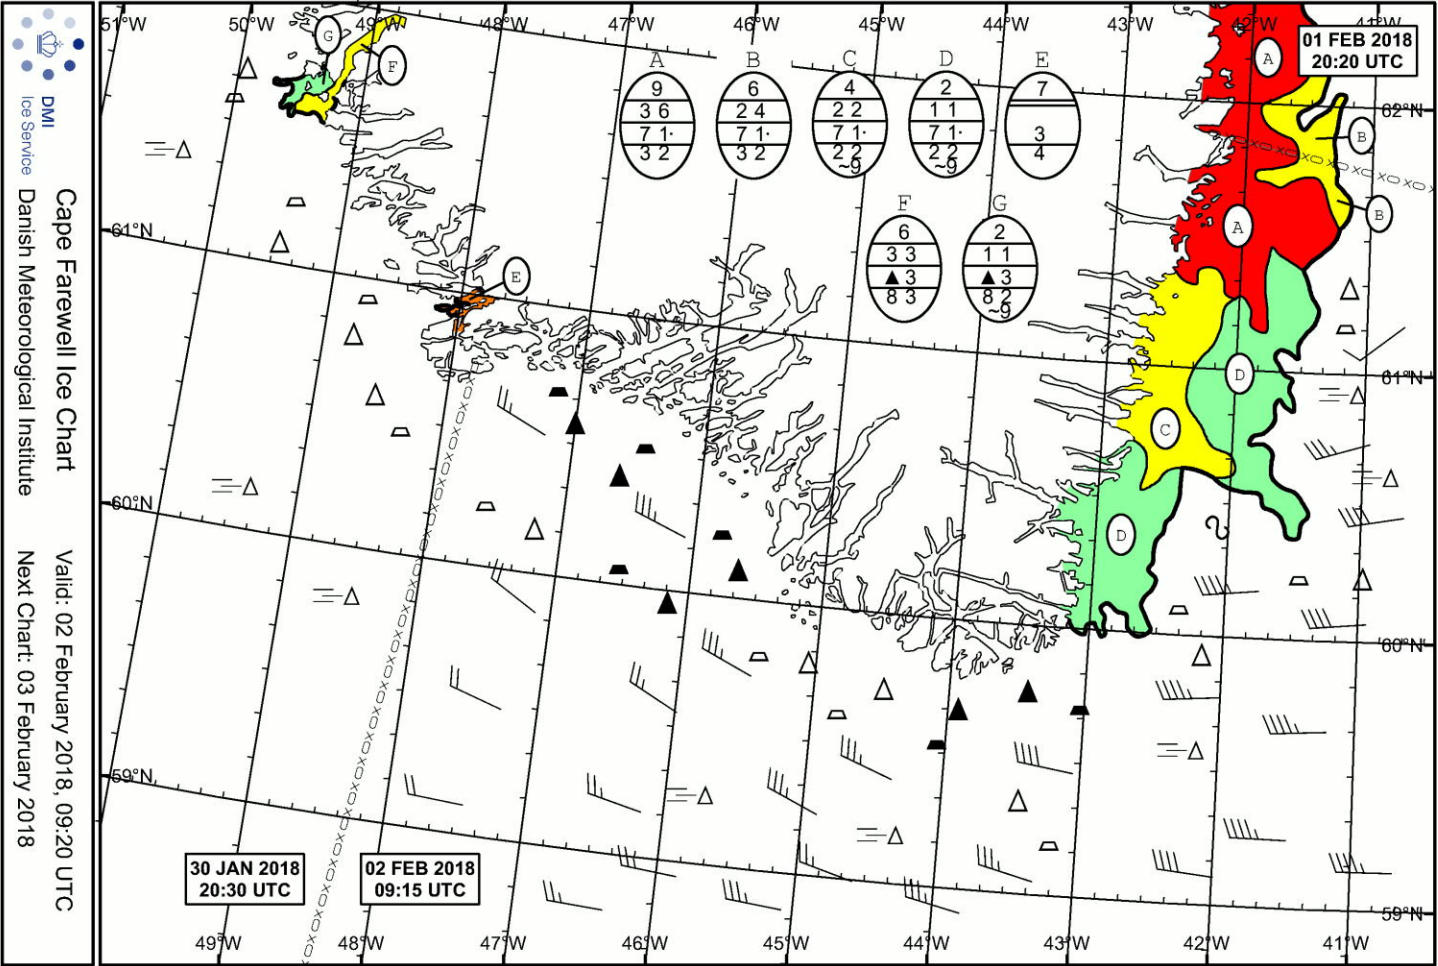 DMI
Ice Service
Cape Farewell Ice Chart
Danish Meteorological Institute
Valid: 02 February 2018, 09:20 UTC
Next Chart: 03 February 2018
51°W
50°W
49°W
48°W
47°W
46°W
45°W
44°W
43°W
42°W
41°W
01 FEB 2018
20:20 UTC
62°N
G
F
A
B
C
D
E
9
3 6
7 1·
3 2
6
2 4
7 1·
3 2
4
2 2
7 1·
2 2
~9
2
1 1
7 1·
2 2
~9
7
3
4
F
G
6
3 3
▲ 3
8 3
2
1 1
▲ 3
8 2
~9
A
B
B
A
61°N
E
61°N
D
C
60°N
D
60°N
59°N
59°N
30 JAN 2018
20:30 UTC
02 FEB 2018
09:15 UTC
49°W
48°W
47°W
46°W
45°W
44°W
43°W
42°W
41°W